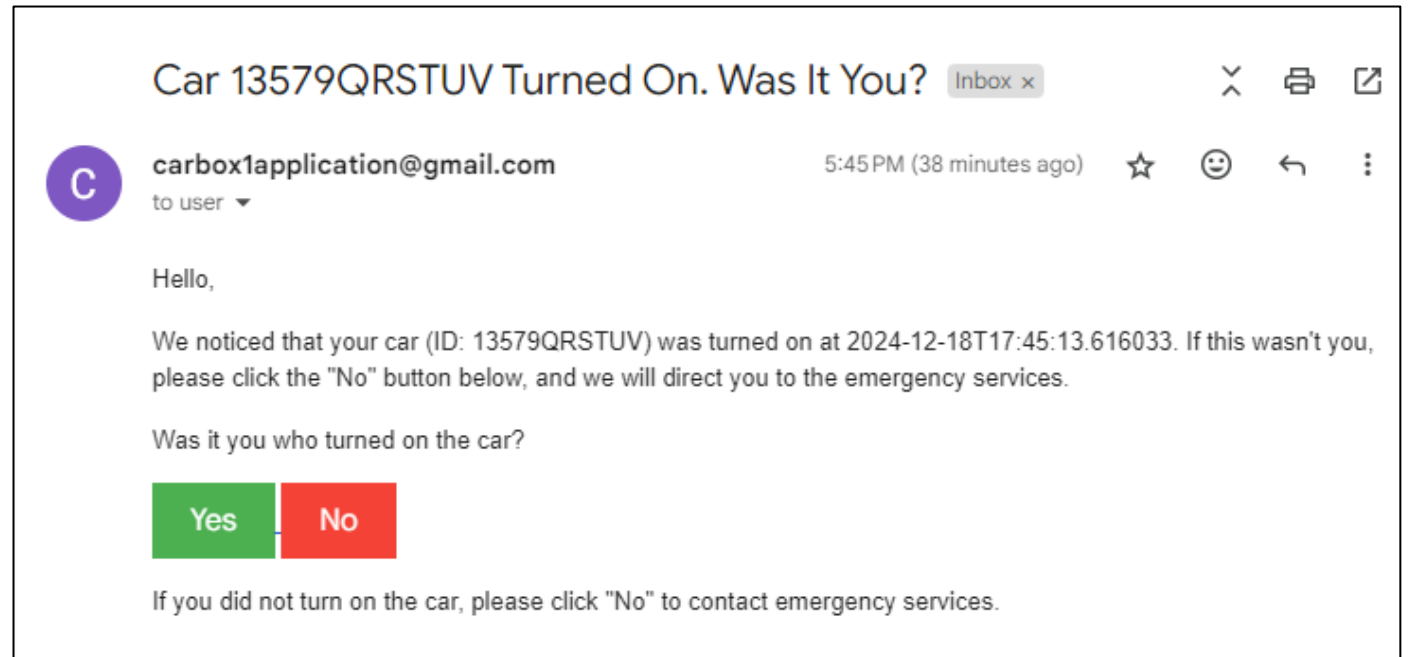 Car 13579QRSTUV Turned On. Was It You? Inbox ×
C
carbox1application@gmail.com 5:45 PM (38 minutes ago)
to user
Hello,
We noticed that your car (ID: 13579QRSTUV) was turned on at 2024-12-18T17:45:13.616033. If this wasn't you,
please click the "No" button below, and we will direct you to the emergency services.
Was it you who turned on the car?
Yes No
If you did not turn on the car, please click "No" to contact emergency services.